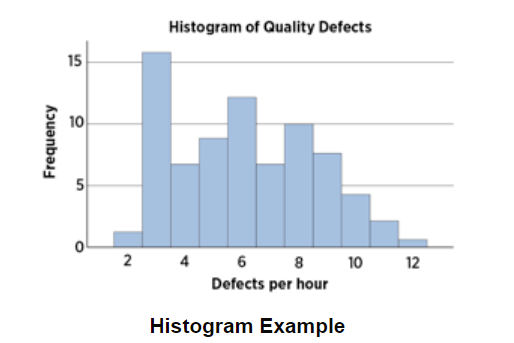 Histogram of Quality Defects
Frequency
15
10
5
0
2 4 6 8 10 12
Defects per hour
Histogram Example